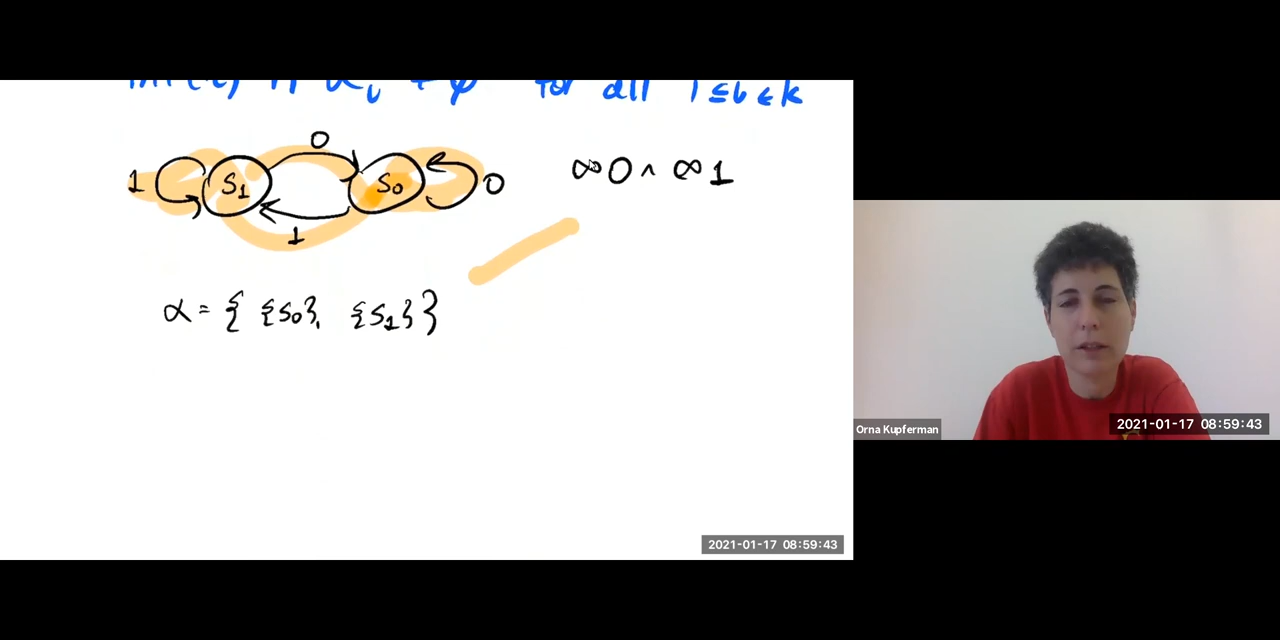 for all 1 ≤ i ≤ k
0
1 S1 S0 0
∞0 ∧ ∞1
1
α = { {S0}, {S1} }
Orna Kupferman
2021-01-17 08:59:43
2021-01-17 08:59:43